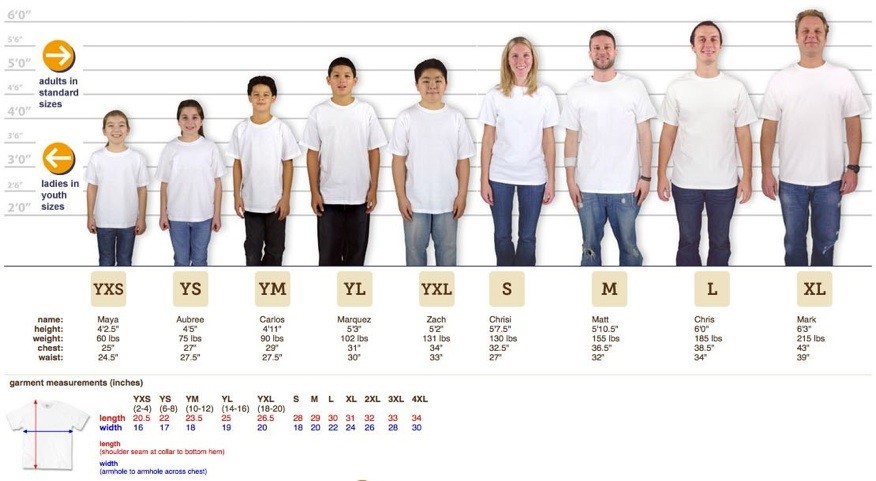 6'0"
5'6"
5'0"
4'6"
4'0"
3'6"
3'0"
2'6"
2'0"
adults in
standard
sizes
ladies in
youth
sizes
YXS YS YM YL YXL S M L XL
name: Maya Aubree Carlos Marquez Zach Chrisi Matt Chris Mark
height: 4'2.5" 4'5" 4'11" 5'3" 5'2" 5'7.5" 5'10.5" 6'0" 6'3"
weight: 60 lbs 75 lbs 90 lbs 102 lbs 131 lbs 130 lbs 155 lbs 185 lbs 215 lbs
chest: 25" 27" 29" 31" 34" 32.5" 36.5" 38.5" 43"
waist: 24.5" 27.5" 27.5" 30" 33" 27" 32" 34" 39"
garment measurements (inches)
YXS YS YM YL YXL S M L XL 2XL 3XL 4XL
(2-4) (6-8) (10-12) (14-16) (18-20)
length 20.5 22 23.5 25 26.5 28 29 30 31 32 33 34
width 16 17 18 19 20 18 20 22 24 26 28 30
length
(shoulder seam at collar to bottom hem)
width
(armhole to armhole across chest)